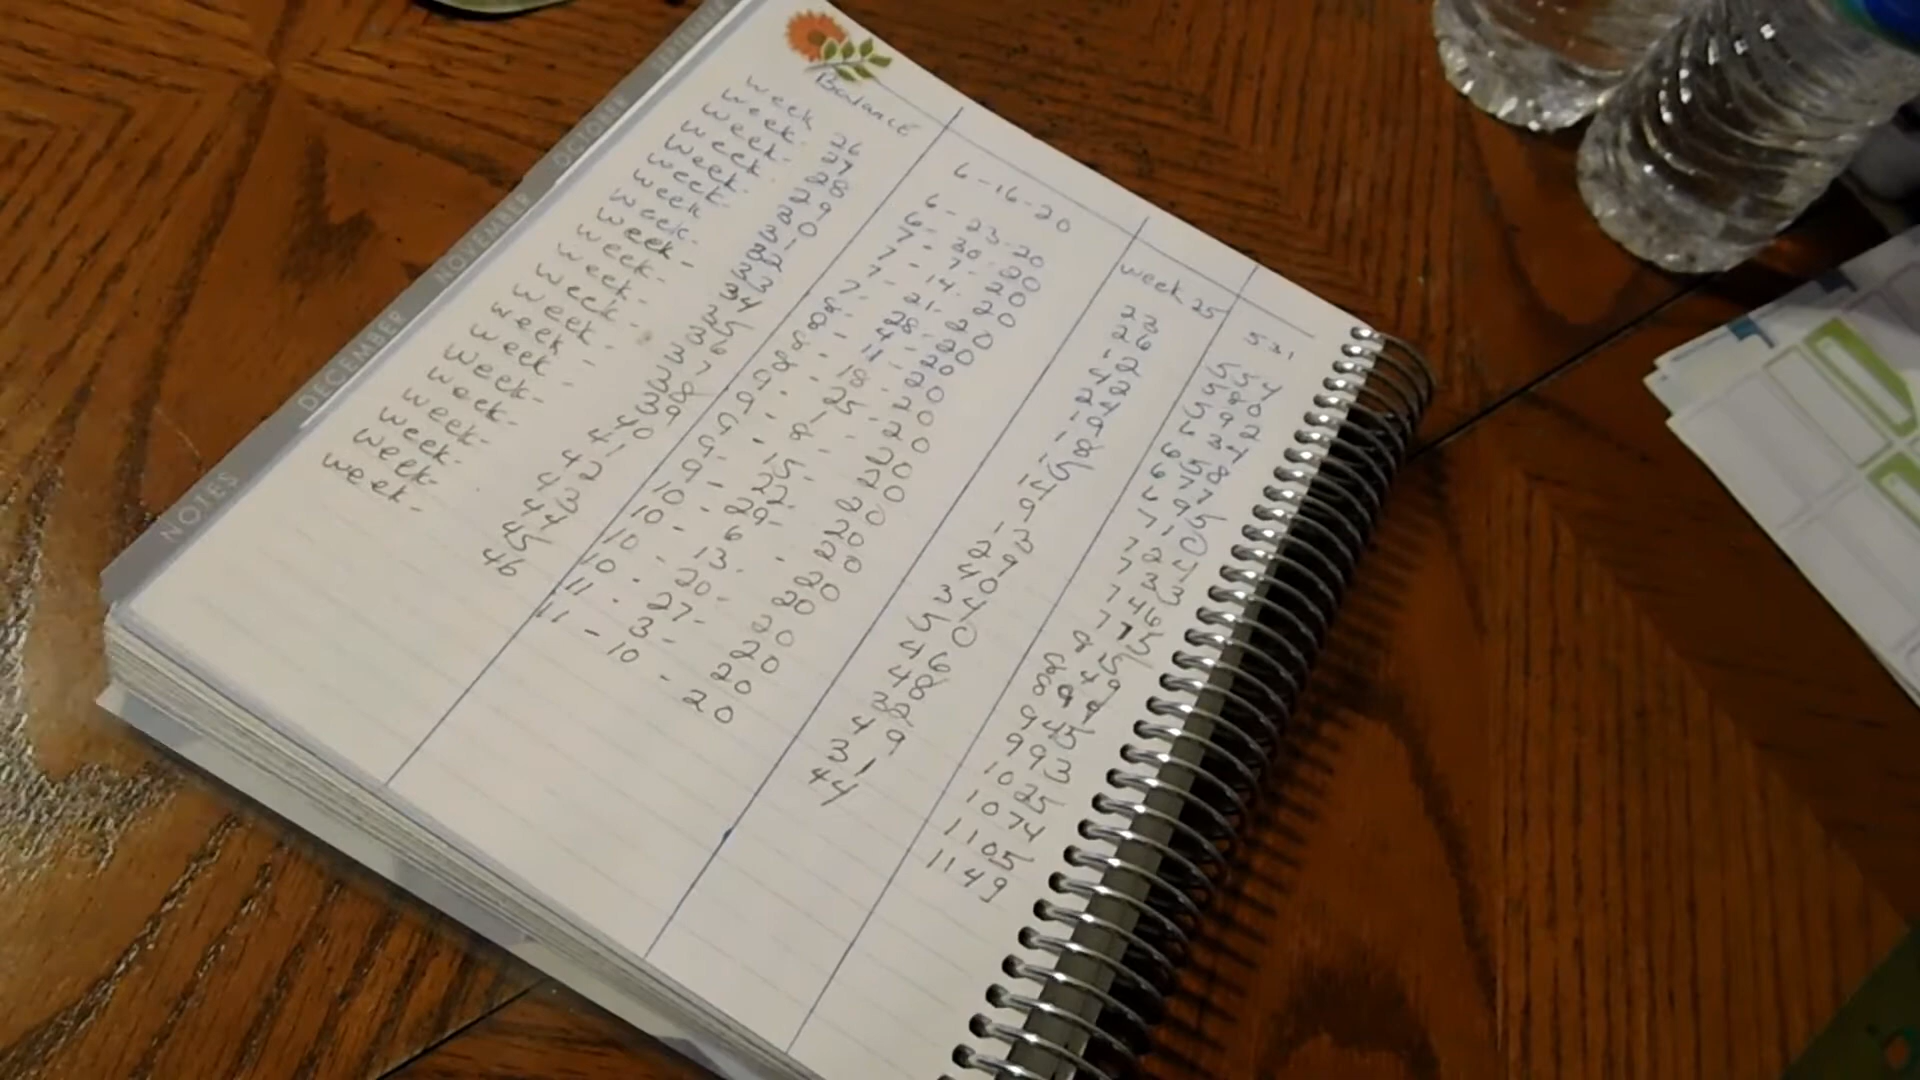 Balance 6-16-20 week 25 531
week 26 6-23-20 23 554
week- 27 6-30-20 26 580
week- 28 7-7-20 12 592
week- 29 7-14-20 42 634
week- 30 7-21-20 24 658
week- 31 7-28-20 19 677
week- 32 8-4-20 18 695
week- 33 8-11-20 15 710
week- 34 8-18-20 14 724
week- 35 8-25-20 9 733
week- 36 9-1-20 13 746
week- 37 9-8-20 29 775
week- 38 9-15-20 40 815
week- 39 9-22-20 34 849
week- 40 9-29-20 50 899
week- 41 10-6-20 46 945
week- 42 10-13-20 48 993
week- 43 10-20-20 32 1025
week- 44 10-27-20 49 1074
week- 45 11-3-20 31 1105
week- 46 11-10-20 44 1149
OCTOBER
NOVEMBER
DECEMBER
NOTES